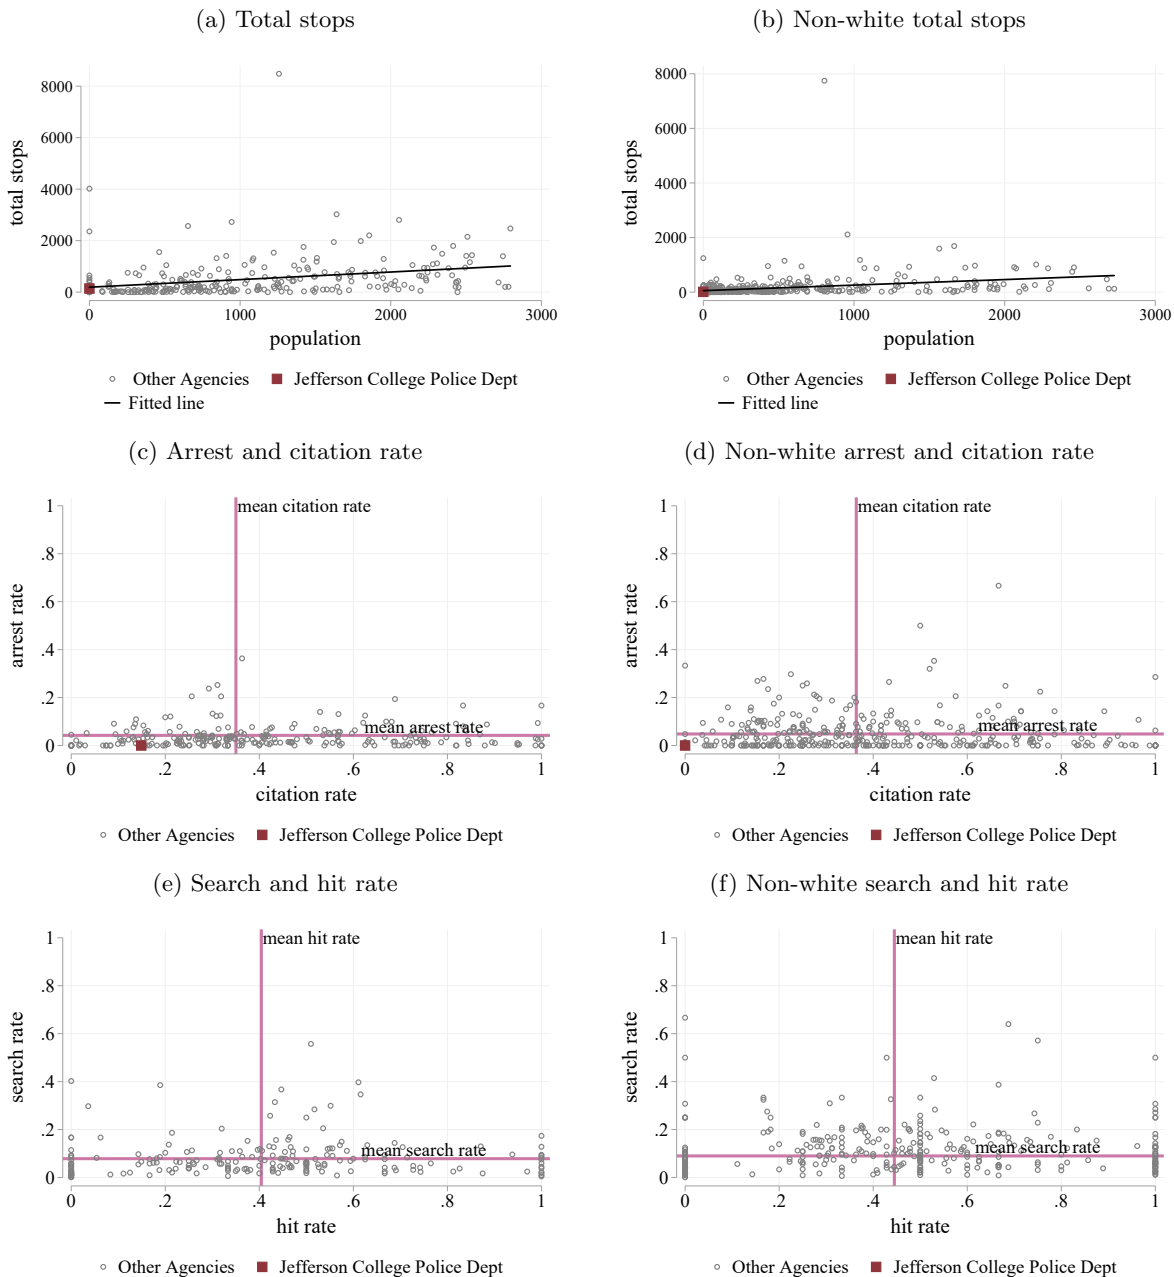 (a) Total stops
total stops
8000
6000
4000
2000
0
0 1000 2000 3000
population
Other Agencies Jefferson College Police Dept
Fitted line
(b) Non-white total stops
total stops
8000
6000
4000
2000
0
0 1000 2000 3000
population
Other Agencies Jefferson College Police Dept
Fitted line
(c) Arrest and citation rate
arrest rate
1
.8
.6
.4
.2
0
mean citation rate
mean arrest rate
0 .2 .4 .6 .8 1
citation rate
Other Agencies Jefferson College Police Dept
(d) Non-white arrest and citation rate
arrest rate
1
.8
.6
.4
.2
0
mean citation rate
mean arrest rate
0 .2 .4 .6 .8 1
citation rate
Other Agencies Jefferson College Police Dept
(e) Search and hit rate
search rate
1
.8
.6
.4
.2
0
mean hit rate
mean search rate
0 .2 .4 .6 .8 1
hit rate
Other Agencies Jefferson College Police Dept
(f) Non-white search and hit rate
search rate
1
.8
.6
.4
.2
0
mean hit rate
mean search rate
0 .2 .4 .6 .8 1
hit rate
Other Agencies Jefferson College Police Dept